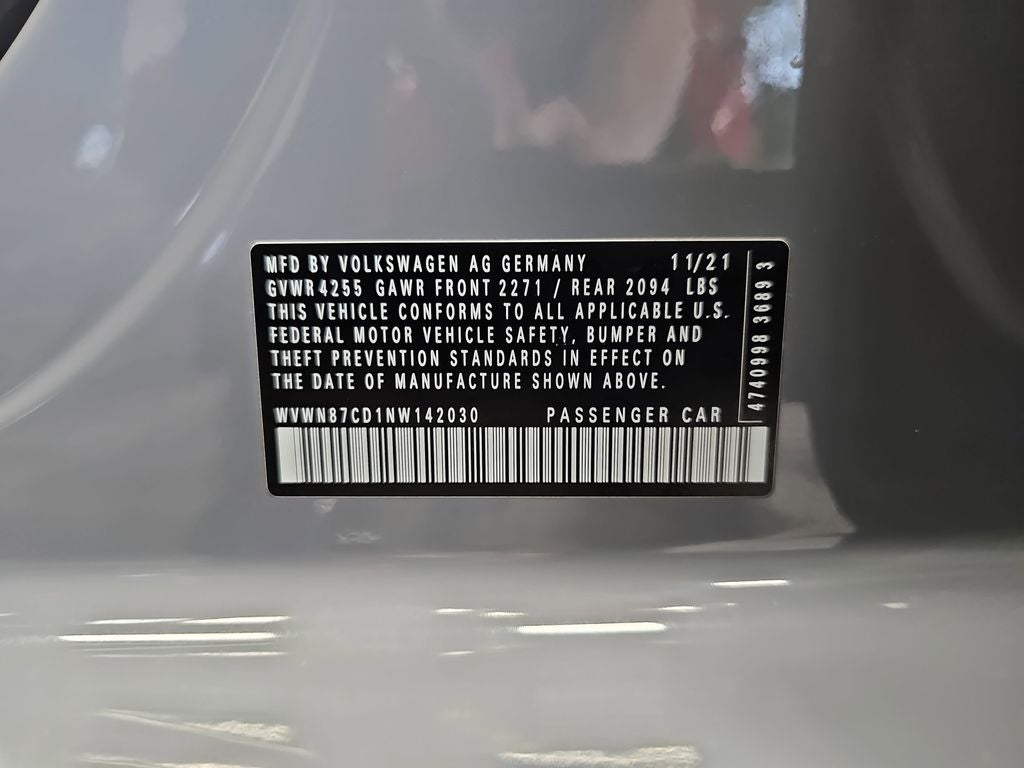 MFD BY VOLKSWAGEN AG GERMANY 11/21
GVWR 4255 GAWR FRONT 2271 / REAR 2094 LBS
THIS VEHICLE CONFORMS TO ALL APPLICABLE U.S.
FEDERAL MOTOR VEHICLE SAFETY, BUMPER AND
THEFT PREVENTION STANDARDS IN EFFECT ON
THE DATE OF MANUFACTURE SHOWN ABOVE.
WVWN87CD1NW142030 PASSENGER CAR
4740998 3689 3